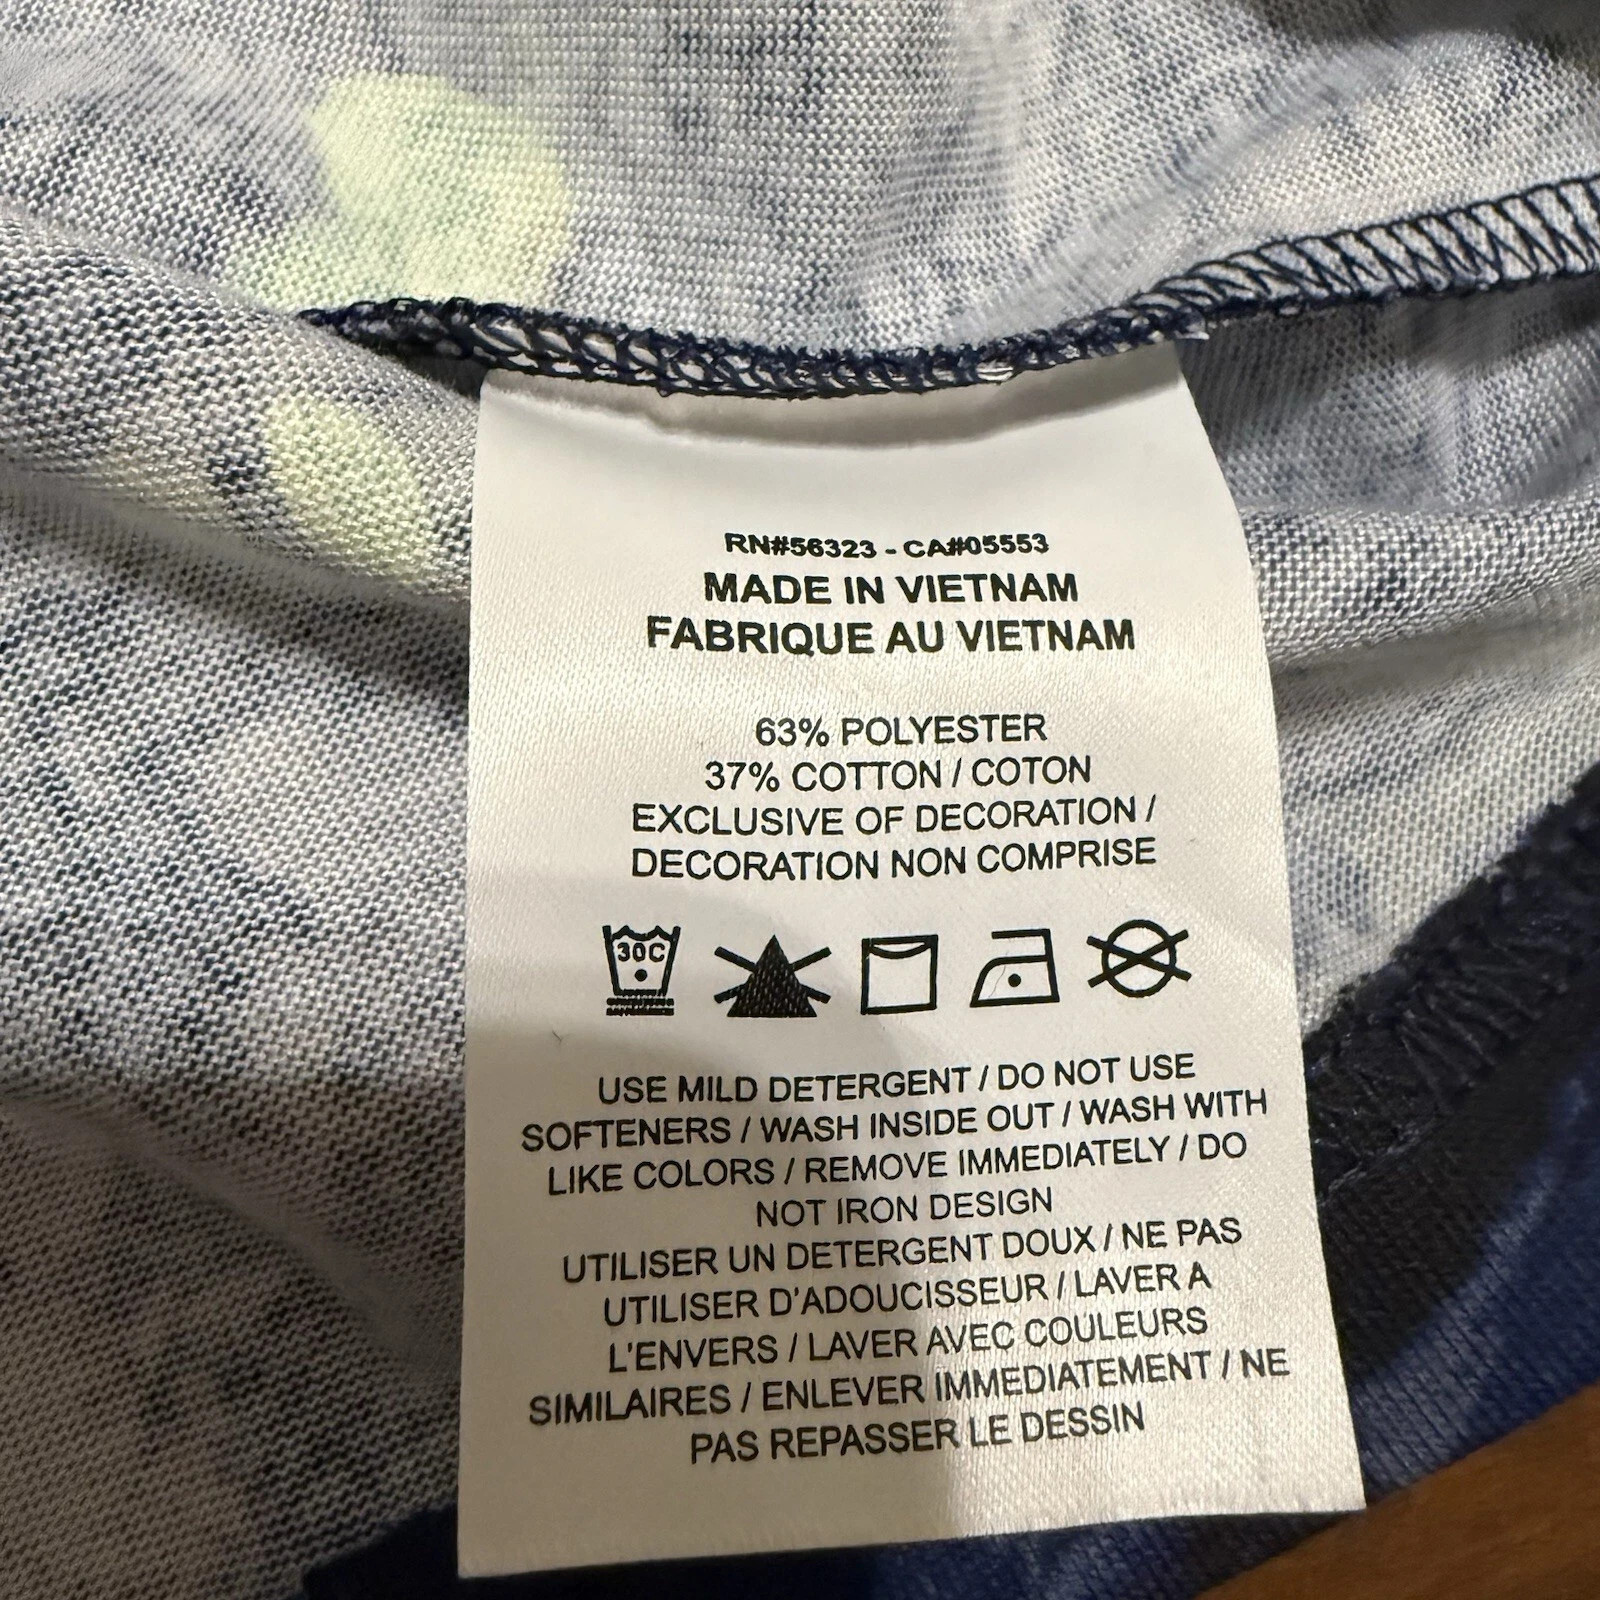 RN#56323 - CA#05553
MADE IN VIETNAM
FABRIQUE AU VIETNAM
63% POLYESTER
37% COTTON / COTON
EXCLUSIVE OF DECORATION /
DECORATION NON COMPRISE
30C
USE MILD DETERGENT / DO NOT USE
SOFTENERS / WASH INSIDE OUT / WASH WITH
LIKE COLORS / REMOVE IMMEDIATELY / DO
NOT IRON DESIGN
UTILISER UN DETERGENT DOUX / NE PAS
UTILISER D'ADOUCISSEUR / LAVER A
L'ENVERS / LAVER AVEC COULEURS
SIMILAIRES / ENLEVER IMMEDIATEMENT / NE
PAS REPASSER LE DESSIN